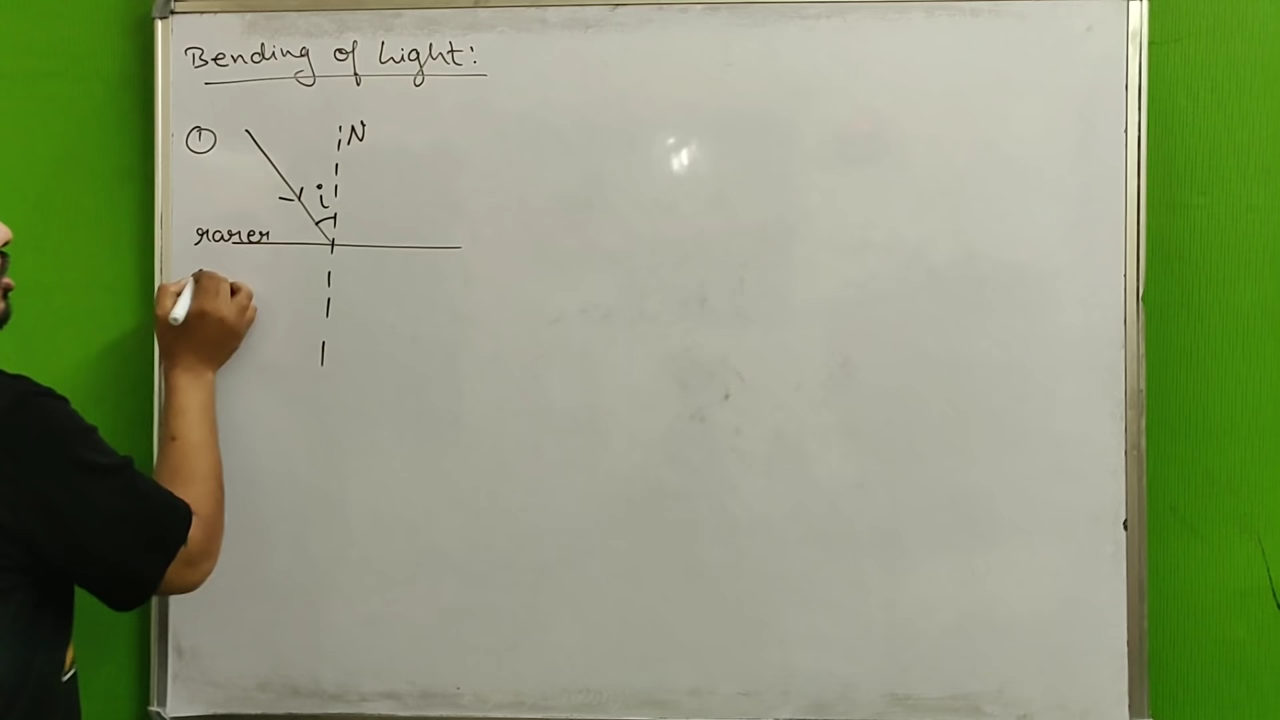 Bending of Light:
① N
i
rarer